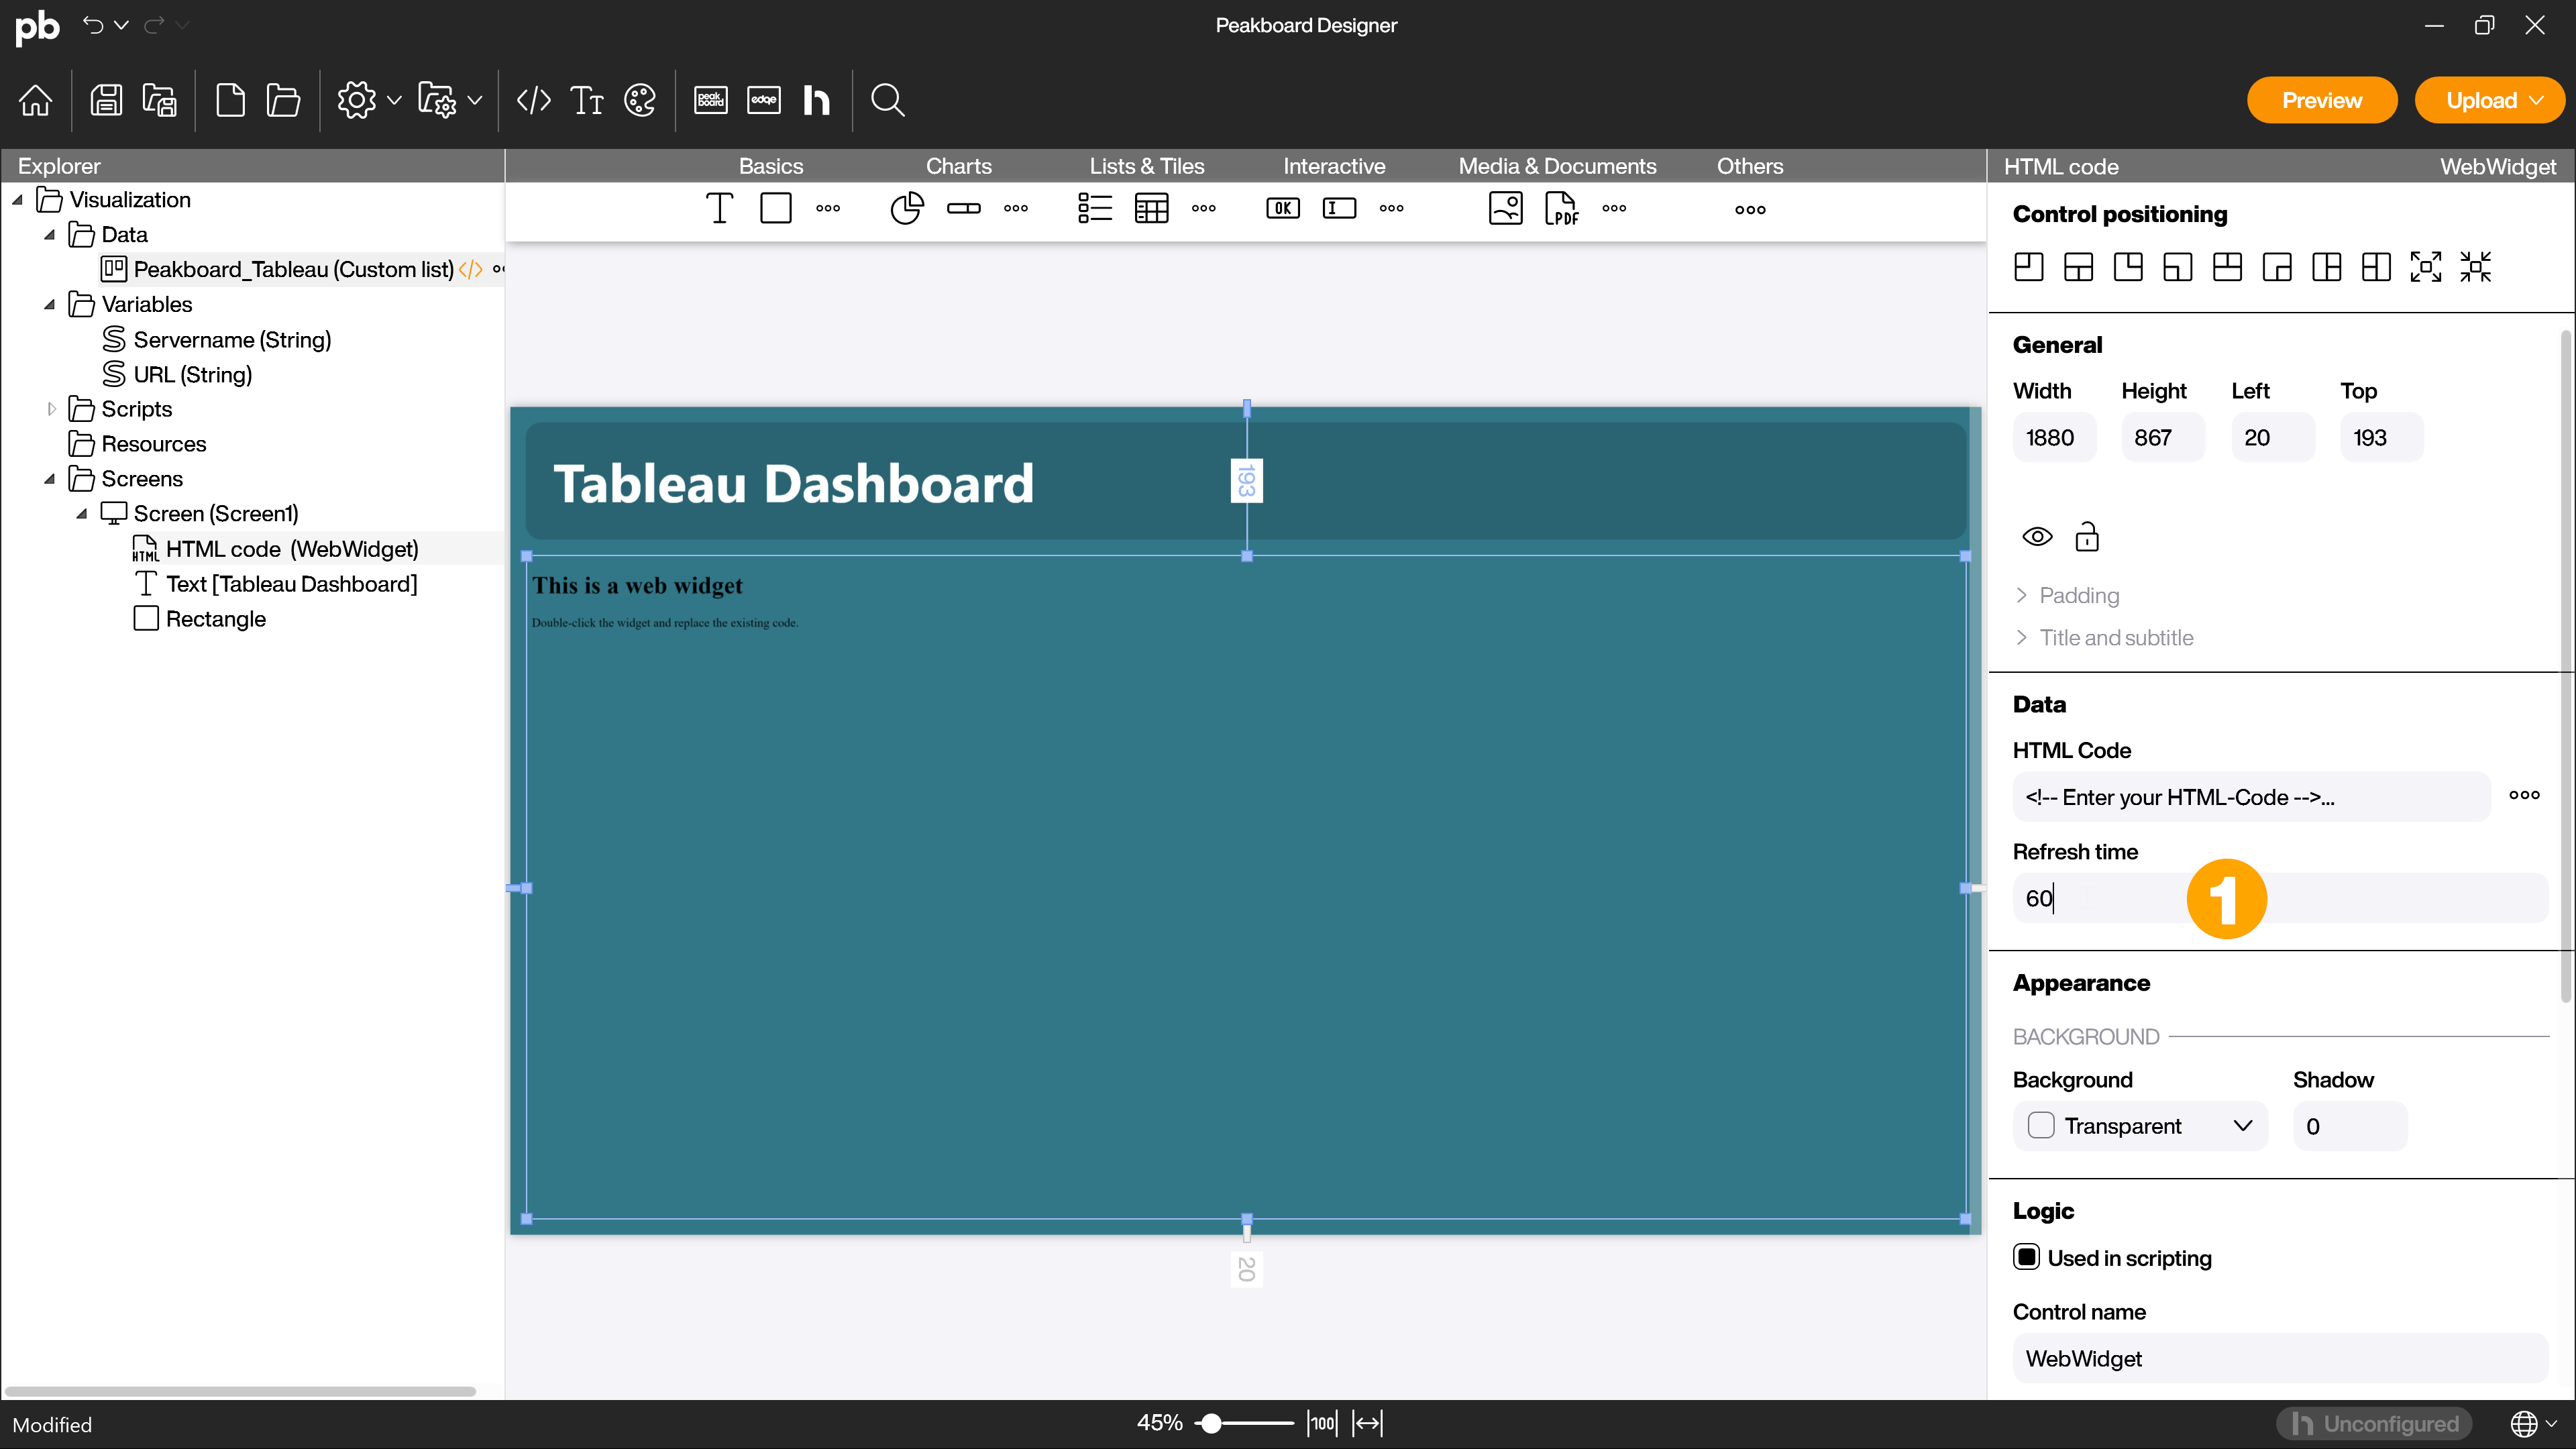 pb
Peakboard Designer
peak
board
edge
h
Preview
Upload
Explorer
Basics
Charts
Lists & Tiles
Interactive
Media & Documents
Others
HTML code
WebWidget
Visualization
Data
Peakboard_Tableau (Custom list)
Variables
Servername (String)
URL (String)
Scripts
Resources
Screens
Screen (Screen1)
HTML
HTML code (WebWidget)
Text [Tableau Dashboard]
Rectangle
OK
PDF
Tableau Dashboard
193
This is a web widget
Double-click the widget and replace the existing code.
20
Control positioning
General
Width
Height
Left
Top
1880
867
20
193
Padding
Title and subtitle
Data
HTML Code
<!-- Enter your HTML-Code -->...
Refresh time
60
1
Appearance
BACKGROUND
Background
Shadow
Transparent
0
Logic
Used in scripting
Control name
WebWidget
Modified
45%
100
h Unconfigured